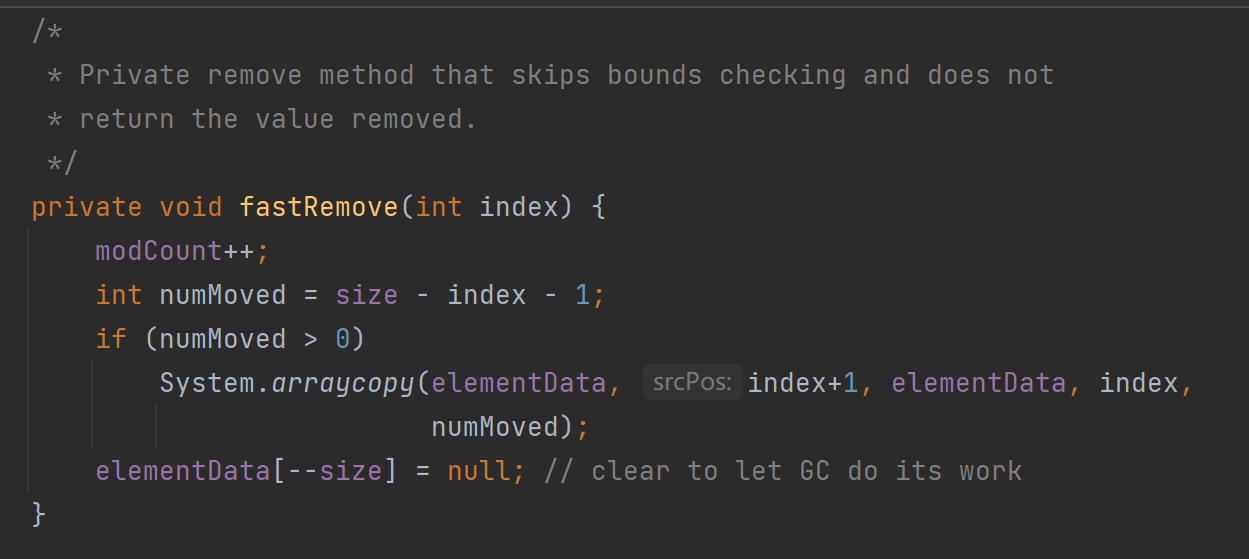 /*
 * Private remove method that skips bounds checking and does not
 * return the value removed.
 */
private void fastRemove(int index) {
    modCount++;
    int numMoved = size - index - 1;
    if (numMoved > 0)
        System.arraycopy(elementData, srcPos: index+1, elementData, index,
                         numMoved);
    elementData[--size] = null; // clear to let GC do its work
}